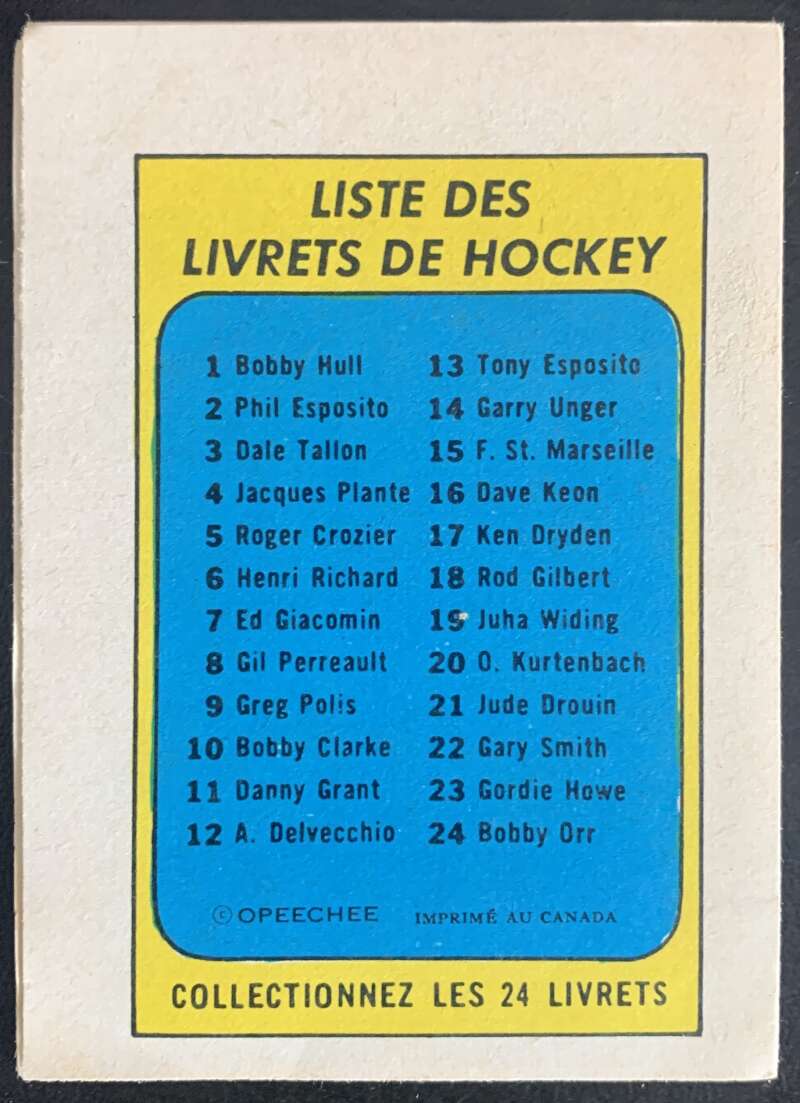 LISTE DES
LIVRETS DE HOCKEY
1 Bobby Hull
2 Phil Esposito
3 Dale Tallon
4 Jacques Plante
5 Roger Crozier
6 Henri Richard
7 Ed Giacomin
8 Gil Perreault
9 Greg Polis
10 Bobby Clarke
11 Danny Grant
12 A. Delvecchio
13 Tony Esposito
14 Garry Unger
15 F. St. Marseille
16 Dave Keon
17 Ken Dryden
18 Rod Gilbert
19 Juha Widing
20 O. Kurtenbach
21 Jude Drouin
22 Gary Smith
23 Gordie Howe
24 Bobby Orr
© OPEECHEE IMPRIMÉ AU CANADA
COLLECTIONNEZ LES 24 LIVRETS